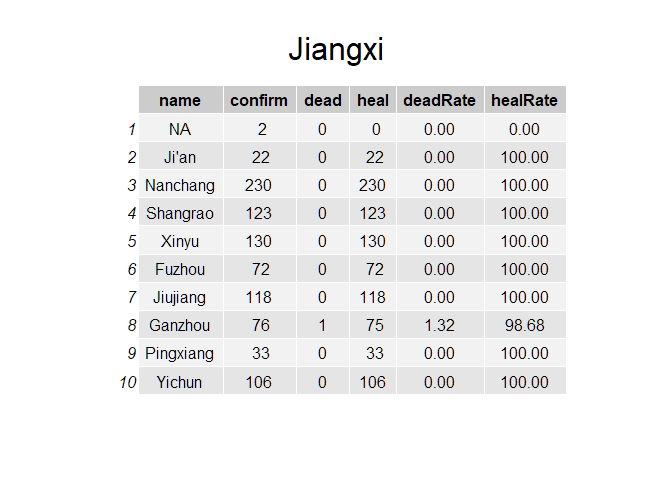 Jiangxi
name confirm dead heal deadRate healRate
1 NA 2 0 0 0.00 0.00
2 Ji'an 22 0 22 0.00 100.00
3 Nanchang 230 0 230 0.00 100.00
4 Shangrao 123 0 123 0.00 100.00
5 Xinyu 130 0 130 0.00 100.00
6 Fuzhou 72 0 72 0.00 100.00
7 Jiujiang 118 0 118 0.00 100.00
8 Ganzhou 76 1 75 1.32 98.68
9 Pingxiang 33 0 33 0.00 100.00
10 Yichun 106 0 106 0.00 100.00